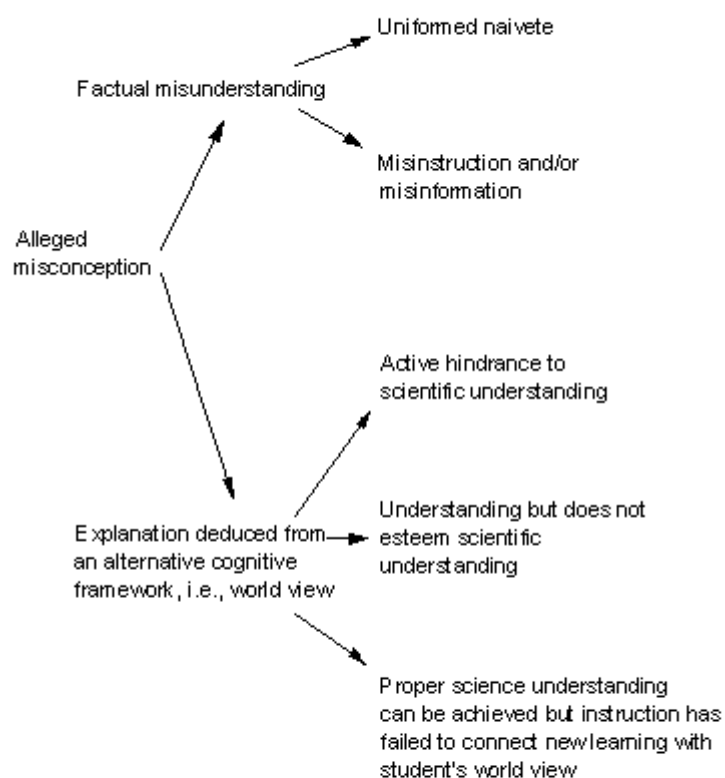 Uniformed naivete
Factual misunderstanding
Misinstruction and/or
misinformation
Alleged
misconception
Active hindrance to
scientific understanding
Explanation deduced from
an alternative cognitive
framework, i.e., world view
Understanding but does not
esteem scientific
understanding
Proper science understanding
can be achieved but instruction has
failed to connect new learning with
student's world view